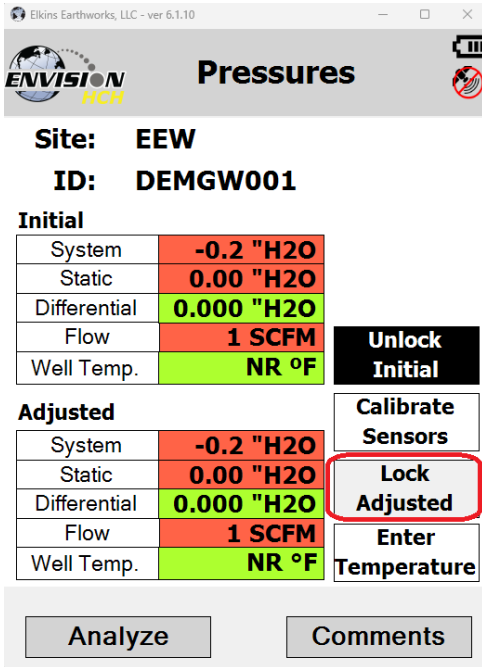 Elkins Earthworks, LLC - ver 6.1.10
ENVISION
HCH
Pressures
Site: EEW
ID: DEMGW001
Initial
System -0.2 "H2O
Static 0.00 "H2O
Differential 0.000 "H2O
Flow 1 SCFM
Well Temp. NR ºF
Unlock
Initial
Calibrate
Sensors
Adjusted
System -0.2 "H2O
Static 0.00 "H2O
Differential 0.000 "H2O
Flow 1 SCFM
Well Temp. NR °F
Lock
Adjusted
Enter
Temperature
Analyze
Comments